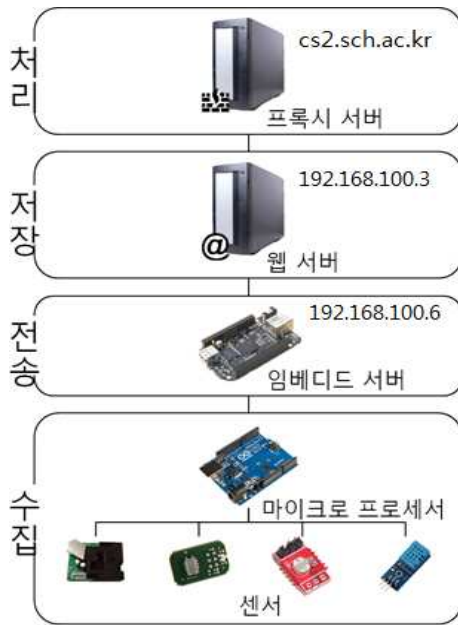 처리
cs2.sch.ac.kr
프록시 서버
저장
192.168.100.3
@
웹 서버
전송
192.168.100.6
임베디드 서버
수집
마이크로 프로세서
센서